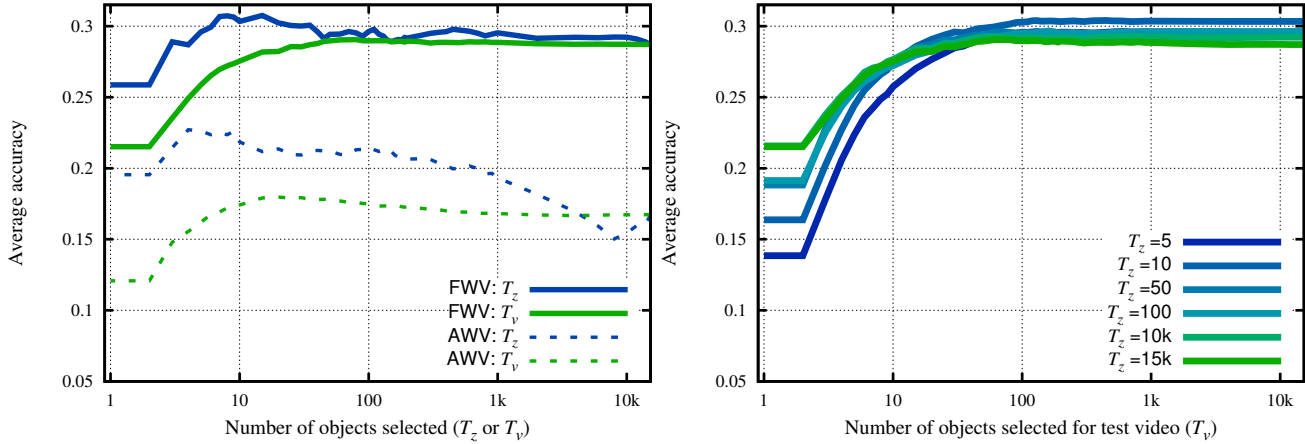 0.3
0.25
0.2
0.15
0.1
0.05
Average accuracy
1
10
100
1000
10k
Number of objects selected (T_z or T_v)
FWV: T_z
FWV: T_v
AWV: T_z
AWV: T_v
0.3
0.25
0.2
0.15
0.1
0.05
Average accuracy
1
10
100
1000
10k
Number of objects selected for test video (T_v)
T_z =5
T_z =10
T_z =50
T_z =100
T_z =10k
T_z =15k